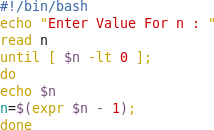 #!/bin/bash
echo "Enter Value For n : "
read n
until [ $n -lt 0 ];
do
echo $n
n=$(expr $n - 1);
done